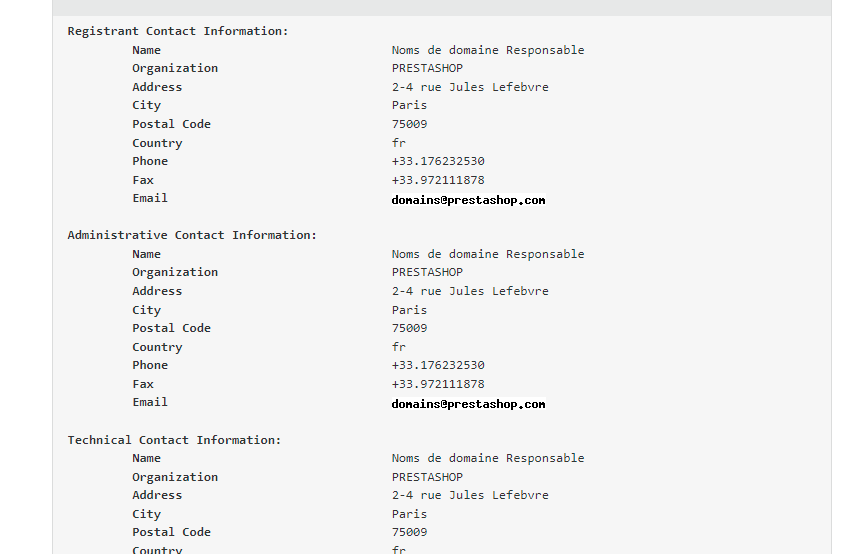 Registrant Contact Information:
Name Noms de domaine Responsable
Organization PRESTASHOP
Address 2-4 rue Jules Lefebvre
City Paris
Postal Code 75009
Country fr
Phone +33.176232530
Fax +33.972111878
Email domains@prestashop.com
Administrative Contact Information:
Name Noms de domaine Responsable
Organization PRESTASHOP
Address 2-4 rue Jules Lefebvre
City Paris
Postal Code 75009
Country fr
Phone +33.176232530
Fax +33.972111878
Email domains@prestashop.com
Technical Contact Information:
Name Noms de domaine Responsable
Organization PRESTASHOP
Address 2-4 rue Jules Lefebvre
City Paris
Postal Code 75009
Country fr